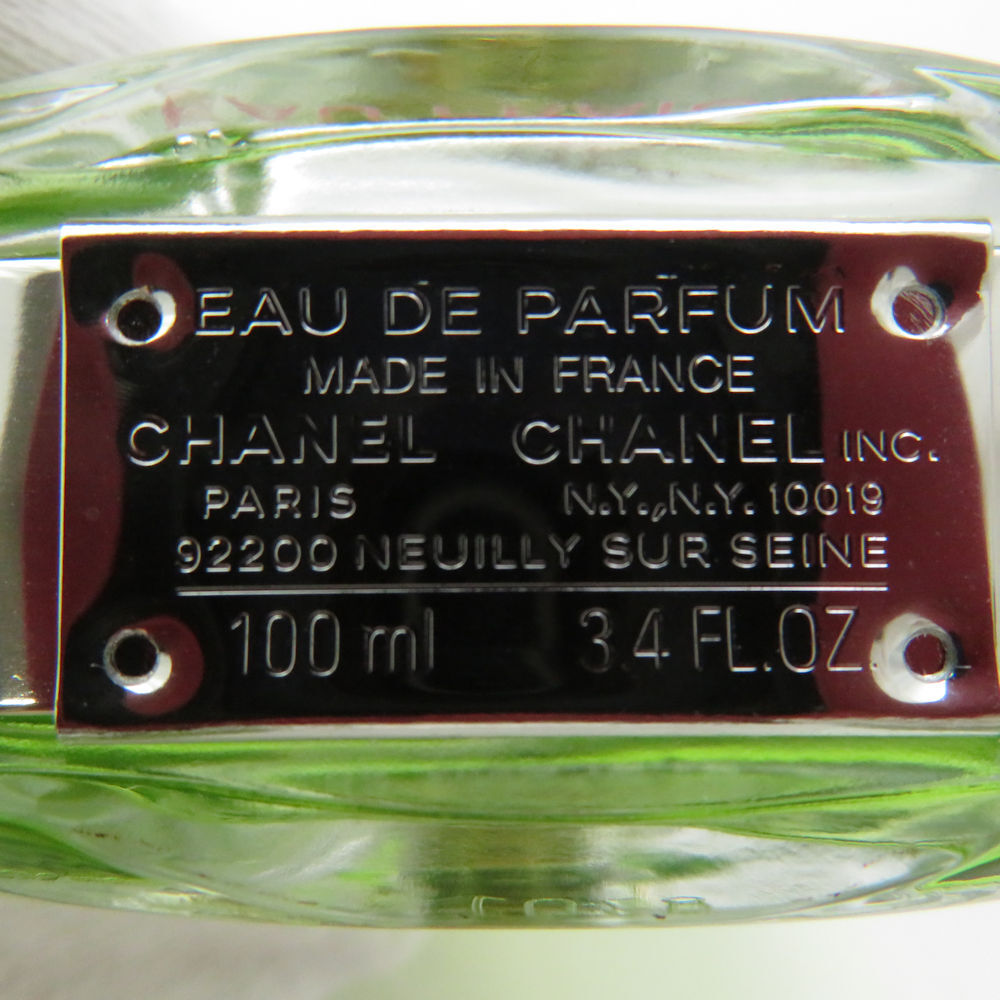 EAU DE PARFUM
MADE IN FRANCE
CHANEL CHANEL INC.
PARIS N.Y., N.Y. 10019
92200 NEUILLY SUR SEINE
100 ml 3.4 FL.OZ.